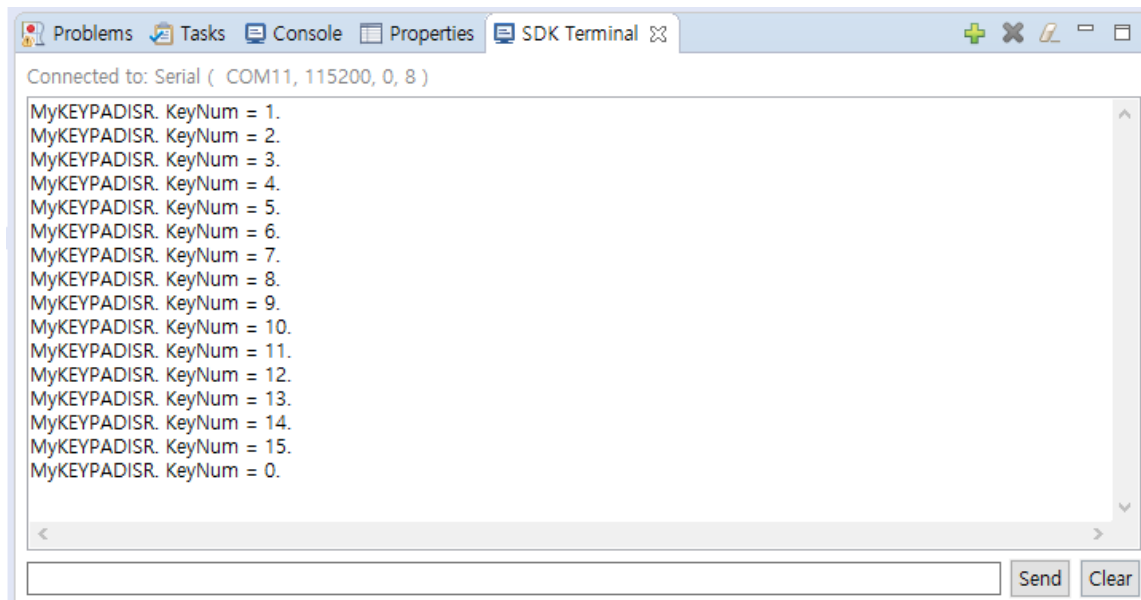 Problems Tasks Console Properties SDK Terminal
Connected to: Serial ( COM11, 115200, 0, 8 )
MyKEYPADISR. KeyNum = 1.
MyKEYPADISR. KeyNum = 2.
MyKEYPADISR. KeyNum = 3.
MyKEYPADISR. KeyNum = 4.
MyKEYPADISR. KeyNum = 5.
MyKEYPADISR. KeyNum = 6.
MyKEYPADISR. KeyNum = 7.
MyKEYPADISR. KeyNum = 8.
MyKEYPADISR. KeyNum = 9.
MyKEYPADISR. KeyNum = 10.
MyKEYPADISR. KeyNum = 11.
MyKEYPADISR. KeyNum = 12.
MyKEYPADISR. KeyNum = 13.
MyKEYPADISR. KeyNum = 14.
MyKEYPADISR. KeyNum = 15.
MyKEYPADISR. KeyNum = 0.
Send Clear